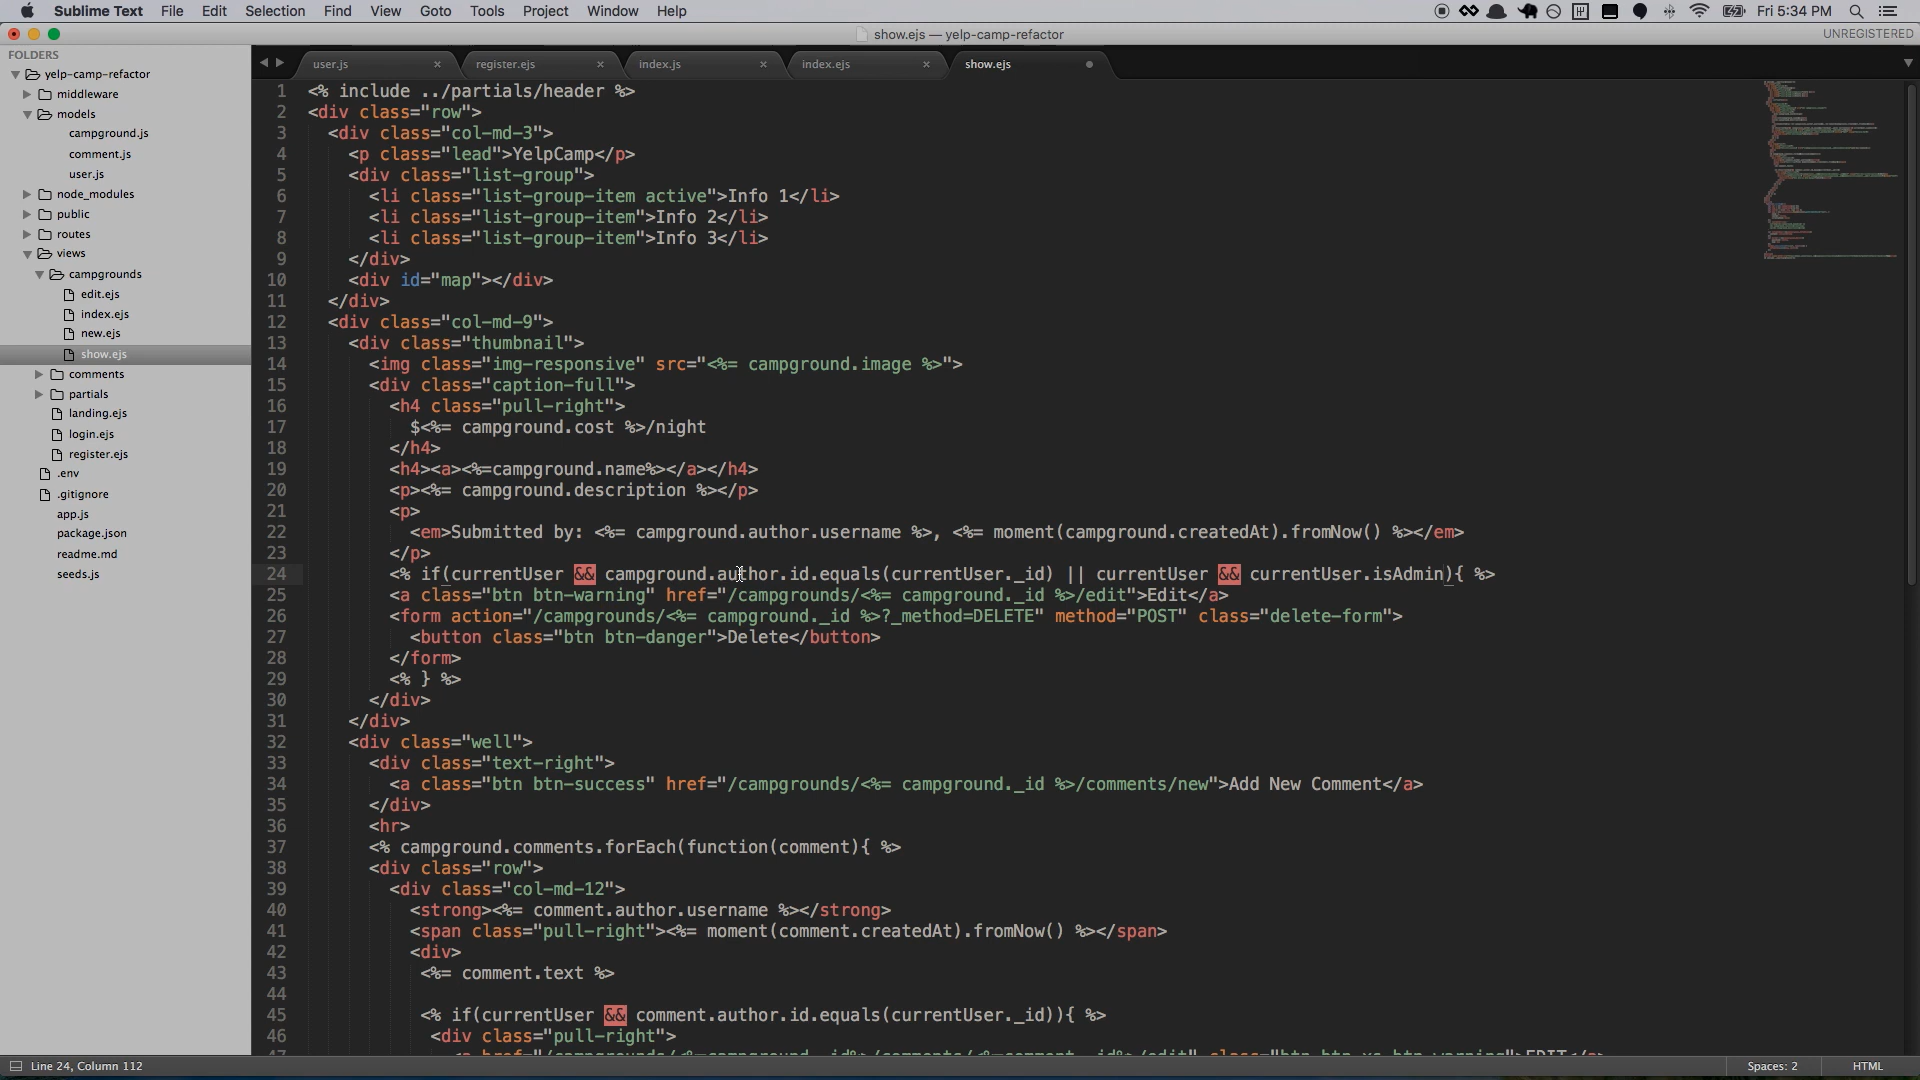 Sublime Text File Edit Selection Find View Goto Tools Project Window Help Fri 5:34 PM
show.ejs — yelp-camp-refactor UNREGISTERED
FOLDERS
yelp-camp-refactor
middleware
models
campground.js
comment.js
user.js
node_modules
public
routes
views
campgrounds
edit.ejs
index.ejs
new.ejs
show.ejs
comments
partials
landing.ejs
login.ejs
register.ejs
.env
.gitignore
app.js
package.json
readme.md
seeds.js
user.js register.ejs index.js index.ejs show.ejs
1 <% include ../partials/header %>
2 <div class="row">
3 <div class="col-md-3">
4 <p class="lead">YelpCamp</p>
5 <div class="list-group">
6 <li class="list-group-item active">Info 1</li>
7 <li class="list-group-item">Info 2</li>
8 <li class="list-group-item">Info 3</li>
9 </div>
10 <div id="map"></div>
11 </div>
12 <div class="col-md-9">
13 <div class="thumbnail">
14 <img class="img-responsive" src="<%= campground.image %>">
15 <div class="caption-full">
16 <h4 class="pull-right">
17 $<%= campground.cost %>/night
18 </h4>
19 <h4><a><%=campground.name%></a></h4>
20 <p><%= campground.description %></p>
21 <p>
22 <em>Submitted by: <%= campground.author.username %>, <%= moment(campground.createdAt).fromNow() %></em>
23 </p>
24 <% if(currentUser && campground.author.id.equals(currentUser._id) || currentUser && currentUser.isAdmin){ %>
25 <a class="btn btn-warning" href="/campgrounds/<%= campground._id %>/edit">Edit</a>
26 <form action="/campgrounds/<%= campground._id %>?_method=DELETE" method="POST" class="delete-form">
27 <button class="btn btn-danger">Delete</button>
28 </form>
29 <% } %>
30 </div>
31 </div>
32 <div class="well">
33 <div class="text-right">
34 <a class="btn btn-success" href="/campgrounds/<%= campground._id %>/comments/new">Add New Comment</a>
35 </div>
36 <hr>
37 <% campground.comments.forEach(function(comment){ %>
38 <div class="row">
39 <div class="col-md-12">
40 <strong><%= comment.author.username %></strong>
41 <span class="pull-right"><%= moment(comment.createdAt).fromNow() %></span>
42 <div>
43 <%= comment.text %>
44
45 <% if(currentUser && comment.author.id.equals(currentUser._id)){ %>
46 <div class="pull-right">
47 <a href="/campgrounds/<%=campground._id%>/comments/<%=comment._id%>/edit" class="btn btn-xs btn-warning">EDIT</a>
Line 24, Column 112 Spaces: 2 HTML